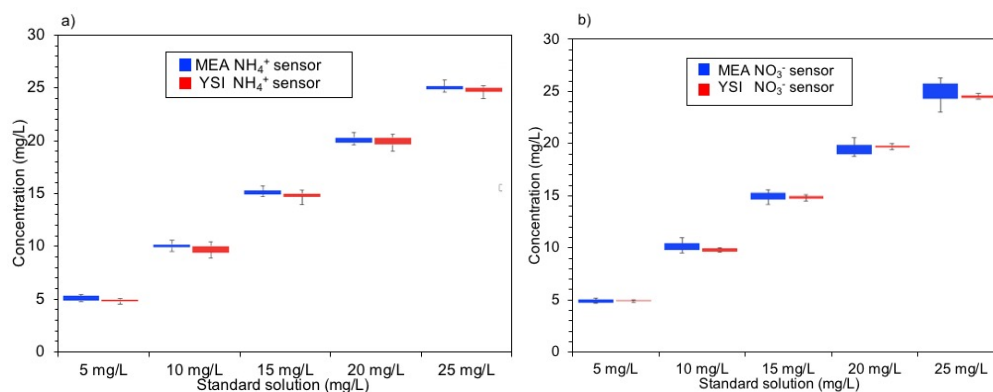 a)
30
25
20
15
10
5
0
Concentration (mg/L)
MEA NH₄⁺ sensor
YSI NH₄⁺ sensor
5 mg/L 10 mg/L 15 mg/L 20 mg/L 25 mg/L
Standard solution (mg/L)
b)
30
25
20
15
10
5
0
Concentration (mg/L)
MEA NO₃⁻ sensor
YSI NO₃⁻ sensor
5 mg/L 10 mg/L 15 mg/L 20 mg/L 25 mg/L
Standard solution (mg/L)